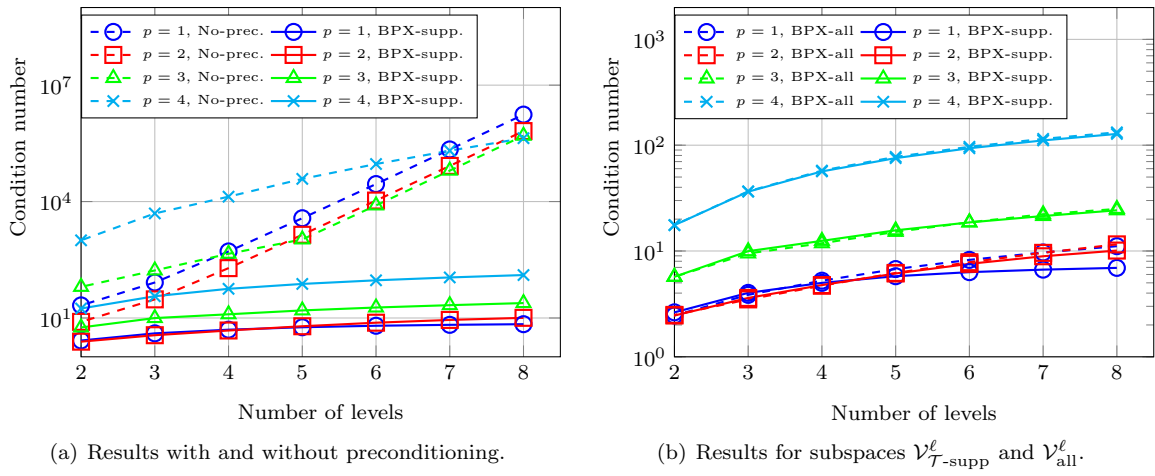 p = 1, No-prec.
p = 1, BPX-supp.
p = 2, No-prec.
p = 2, BPX-supp.
p = 3, No-prec.
p = 3, BPX-supp.
p = 4, No-prec.
p = 4, BPX-supp.
Condition number
10^7
10^4
10^1
2 3 4 5 6 7 8
Number of levels
(a) Results with and without preconditioning.
p = 1, BPX-all
p = 1, BPX-supp.
p = 2, BPX-all
p = 2, BPX-supp.
p = 3, BPX-all
p = 3, BPX-supp.
p = 4, BPX-all
p = 4, BPX-supp.
Condition number
10^3
10^2
10^1
10^0
2 3 4 5 6 7 8
Number of levels
(b) Results for subspaces 𝒱^ℓ_{𝒯-supp} and 𝒱^ℓ_{all}.